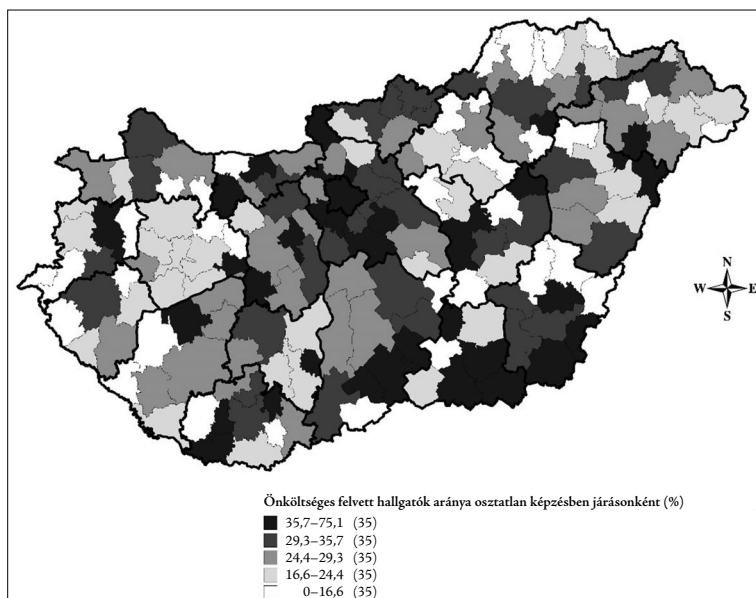 N
W E
S
Önköltséges felvett hallgatók aránya osztatlan képzésben járásonként (%)
35,7–75,1 (35)
29,3–35,7 (35)
24,4–29,3 (35)
16,6–24,4 (35)
0–16,6 (35)